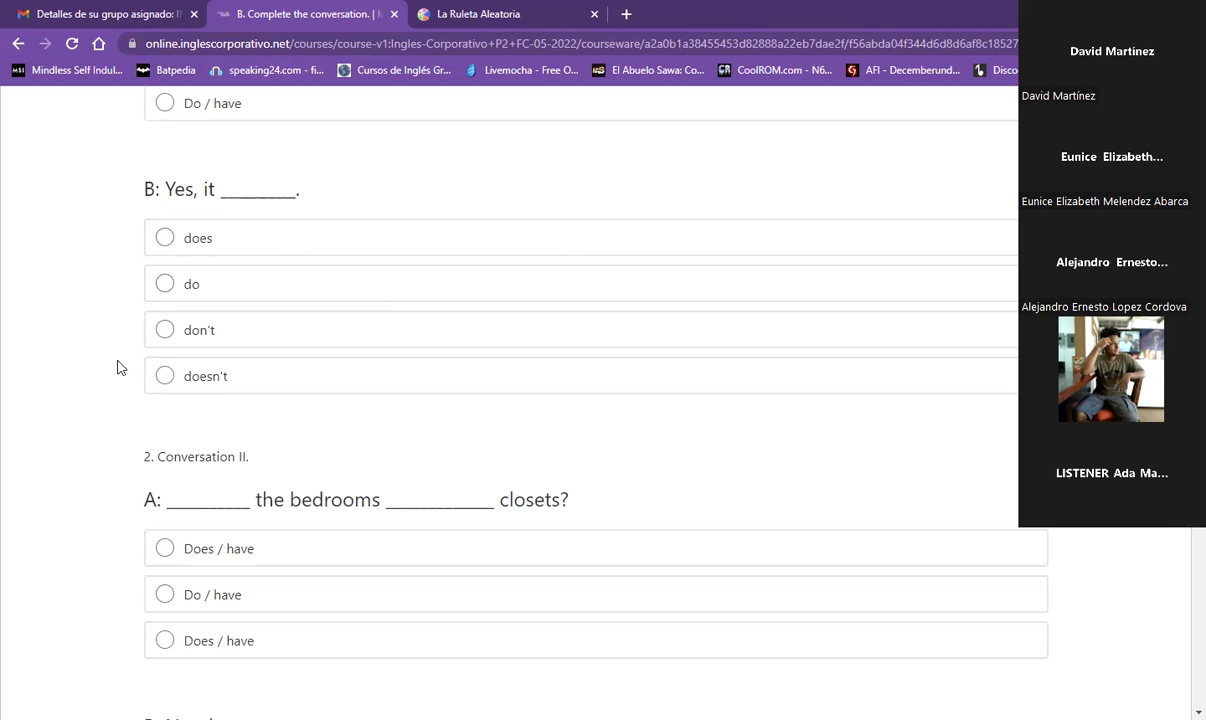 Detalles de su grupo asignado: I
B. Complete the conversation. |
La Ruleta Aleatoria
online.inglescorporativo.net/courses/course-v1:Ingles-Corporativo+P2+FC-05-2022/courseware/a2a0b1a38455453d82888a22eb7dae2f/f56abda04f344d6d8d6af8c18527
Mindless Self Indul...
Batpedia
speaking24.com - fi...
Cursos de Inglés Gr...
Livemocha - Free O...
El Abuelo Sawa: Co...
CoolROM.com - N6...
AFI - Decemberund...
Disco
Do / have
B: Yes, it _________.
does
do
don't
doesn't
2. Conversation II.
A: __________ the bedrooms _____________ closets?
Does / have
Do / have
Does / have
David Martinez
David Martínez
Eunice Elizabeth...
Eunice Elizabeth Melendez Abarca
Alejandro Ernesto...
Alejandro Ernesto Lopez Cordova
LISTENER Ada Ma...